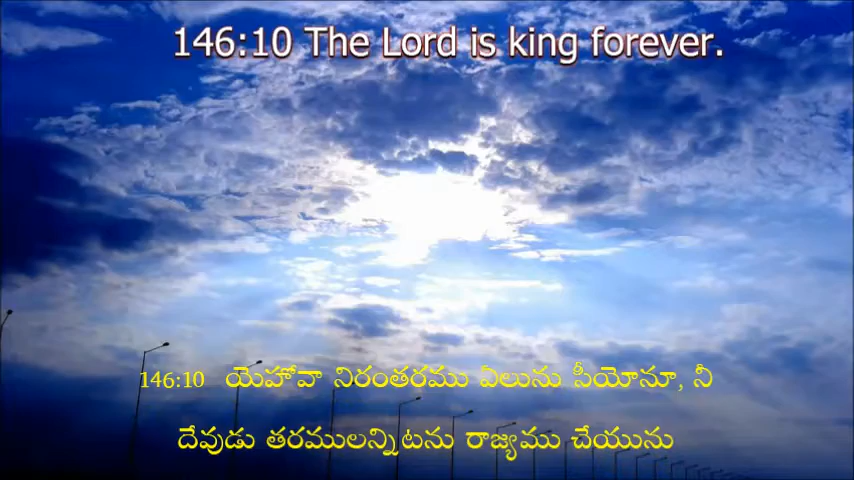 146:10 The Lord is king forever.
146:10 యెహోవా నిరంతరము ఏలును సీయోనూ, నీ
దేవుడు తరములన్నిటను రాజ్యము చేయును